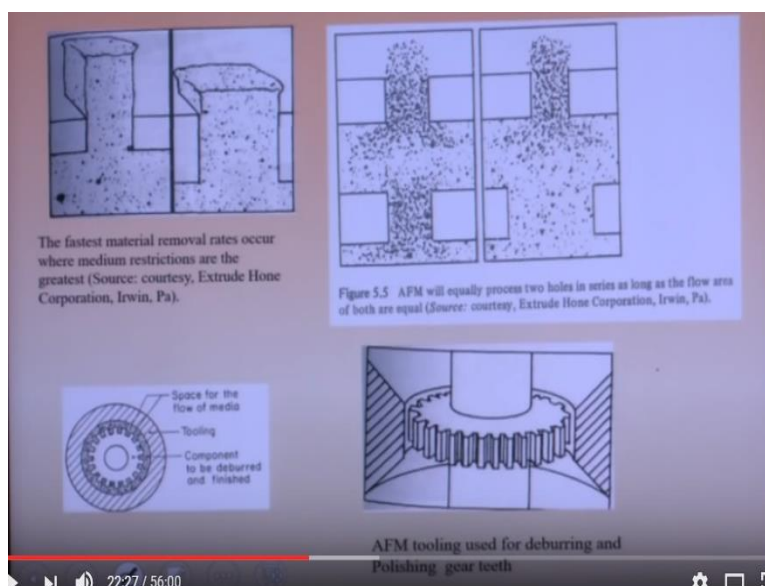 The fastest material removal rates occur
where medium restrictions are the
greatest (Source: courtesy, Extrude Hone
Corporation, Irwin, Pa).
Figure 5.5 AFM will equally process two holes in series as long as the flow area
of both are equal (Source: courtesy, Extrude Hone Corporation, Irwin, Pa).
Space for the
flow of media
Tooling
Component
to be deburred
and finished
AFM tooling used for deburring and
Polishing gear teeth
22:27 / 56:00